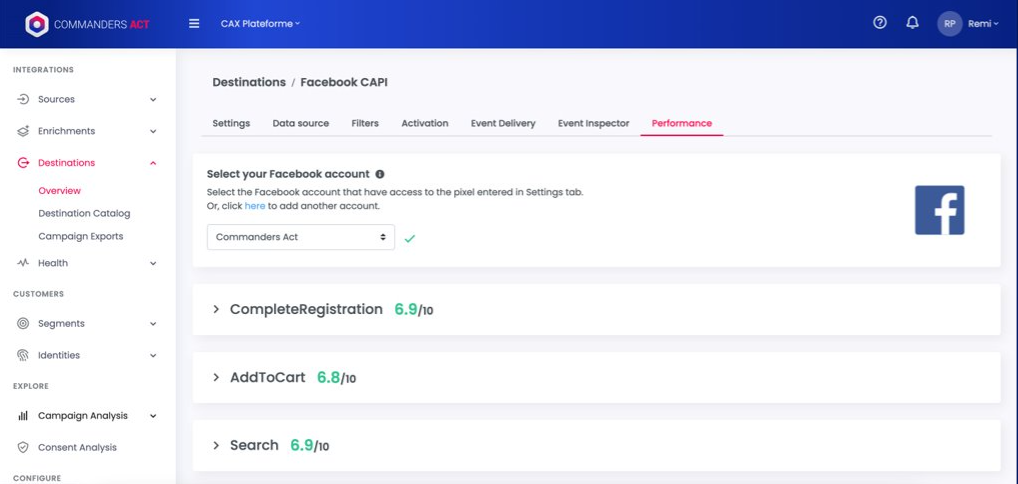 COMMANDERS ACT
CAX Plateforme
RP
Remi
INTEGRATIONS
Sources
Enrichments
Destinations
Overview
Destination Catalog
Campaign Exports
Health
CUSTOMERS
Segments
Identities
EXPLORE
Campaign Analysis
Consent Analysis
CONFIGURE
Destinations / Facebook CAPI
Settings Data source Filters Activation Event Delivery Event Inspector Performance
Select your Facebook account
Select the Facebook account that have access to the pixel entered in Settings tab.
Or, click here to add another account.
Commanders Act
CompleteRegistration 6.9/10
AddToCart 6.8/10
Search 6.9/10